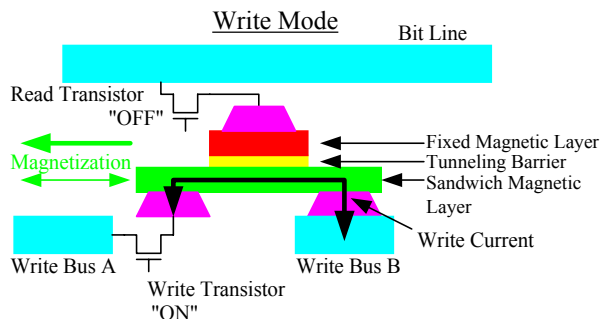 Write Mode
Bit Line
Read Transistor
"OFF"
Fixed Magnetic Layer
Magnetization
Tunneling Barrier
Sandwich Magnetic
Layer
Write Current
Write Bus A
Write Bus B
Write Transistor
"ON"